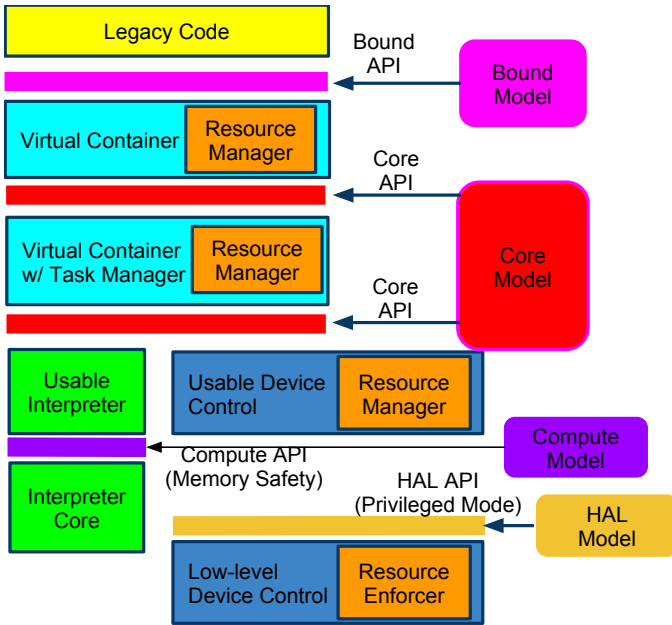 Legacy Code
Bound
API
Bound
Model
Virtual Container
Resource
Manager
Core
API
Virtual Container
w/ Task Manager
Resource
Manager
Core
Model
Core
API
Usable
Interpreter
Usable Device
Control
Resource
Manager
Compute API
(Memory Safety)
Compute
Model
Interpreter
Core
HAL API
(Privileged Mode)
HAL
Model
Low-level
Device Control
Resource
Enforcer